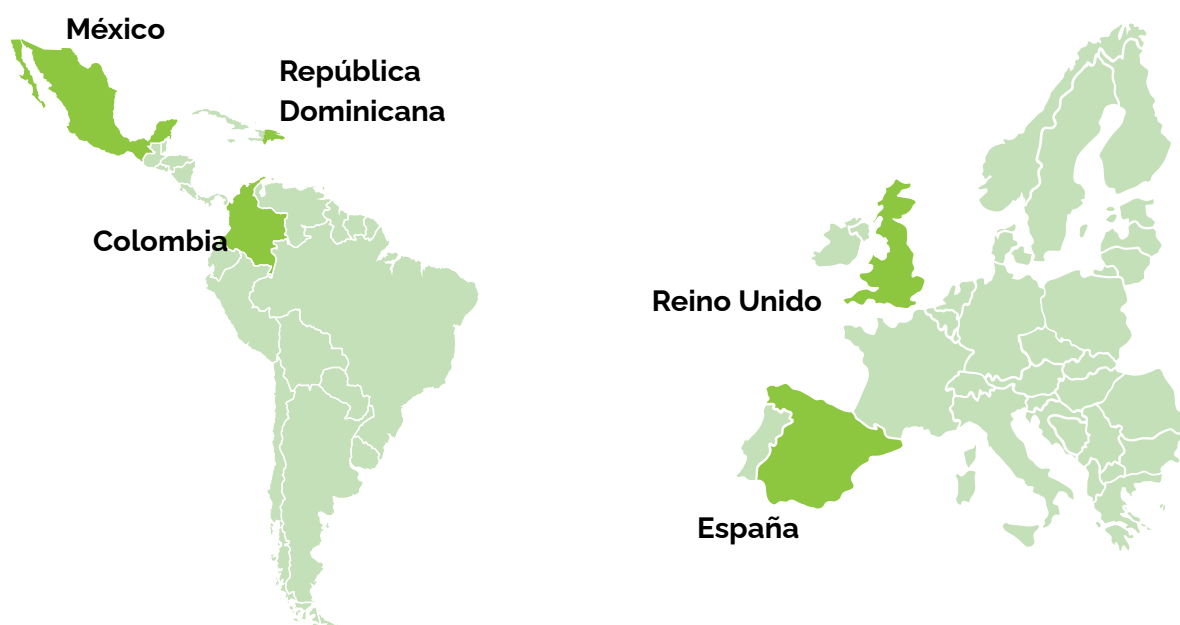 México
República
Dominicana
Colombia
Reino Unido
España